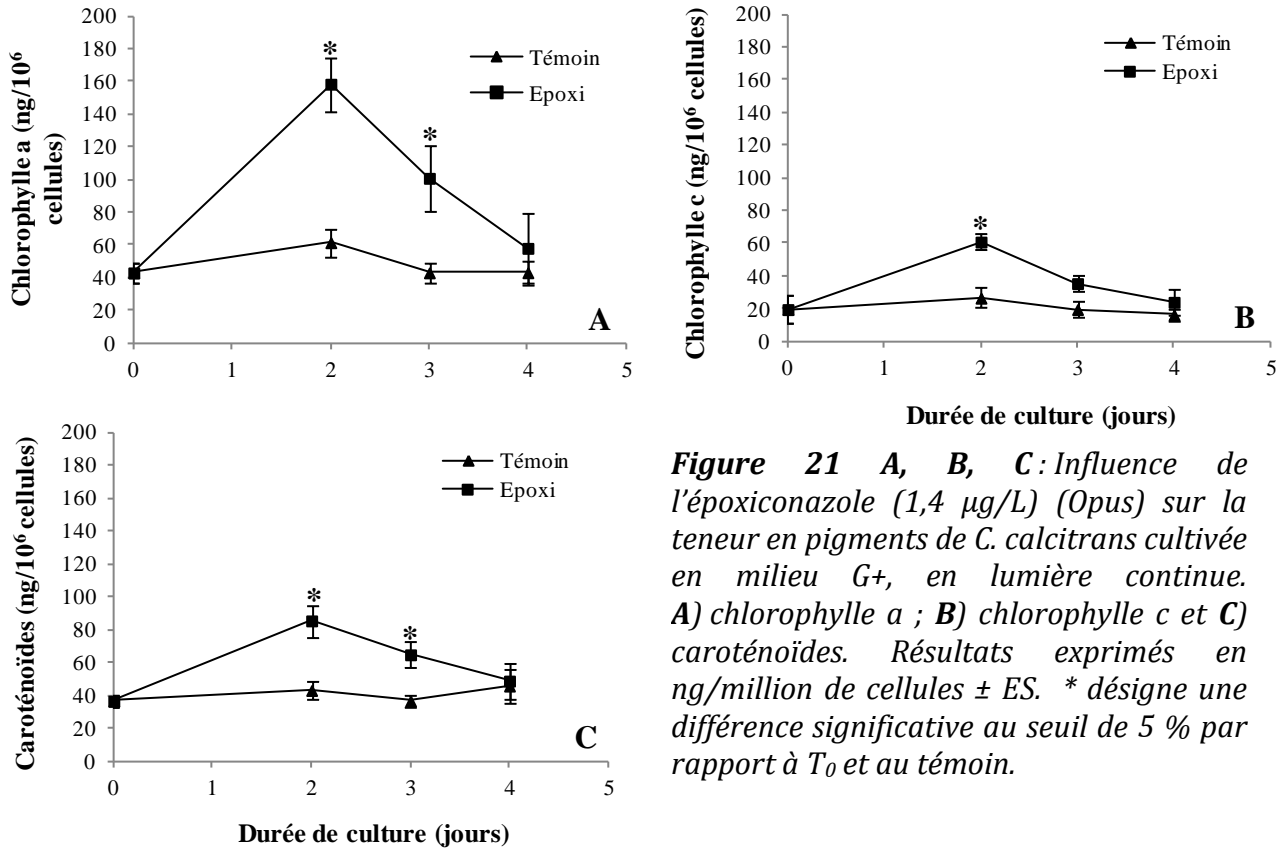 200
180
160
140
120
100
80
60
40
20
0
Chlorophylle a (ng/10⁶
cellules)
*
*
Témoin
Epoxi
A
0 1 2 3 4 5
200
180
160
140
120
100
80
60
40
20
0
Chlorophylle c (ng/10⁶ cellules)
*
Témoin
Epoxi
B
0 1 2 3 4 5
Durée de culture (jours)
200
180
160
140
120
100
80
60
40
20
0
Caroténoïdes (ng/10⁶ cellules)
*
*
Témoin
Epoxi
C
0 1 2 3 4 5
Durée de culture (jours)
Figure 21 A, B, C : Influence de
l’époxiconazole (1,4 µg/L) (Opus) sur la
teneur en pigments de C. calcitrans cultivée
en milieu G+, en lumière continue.
A) chlorophylle a ; B) chlorophylle c et C)
caroténoïdes. Résultats exprimés en
ng/million de cellules ± ES. * désigne une
différence significative au seuil de 5 % par
rapport à T₀ et au témoin.